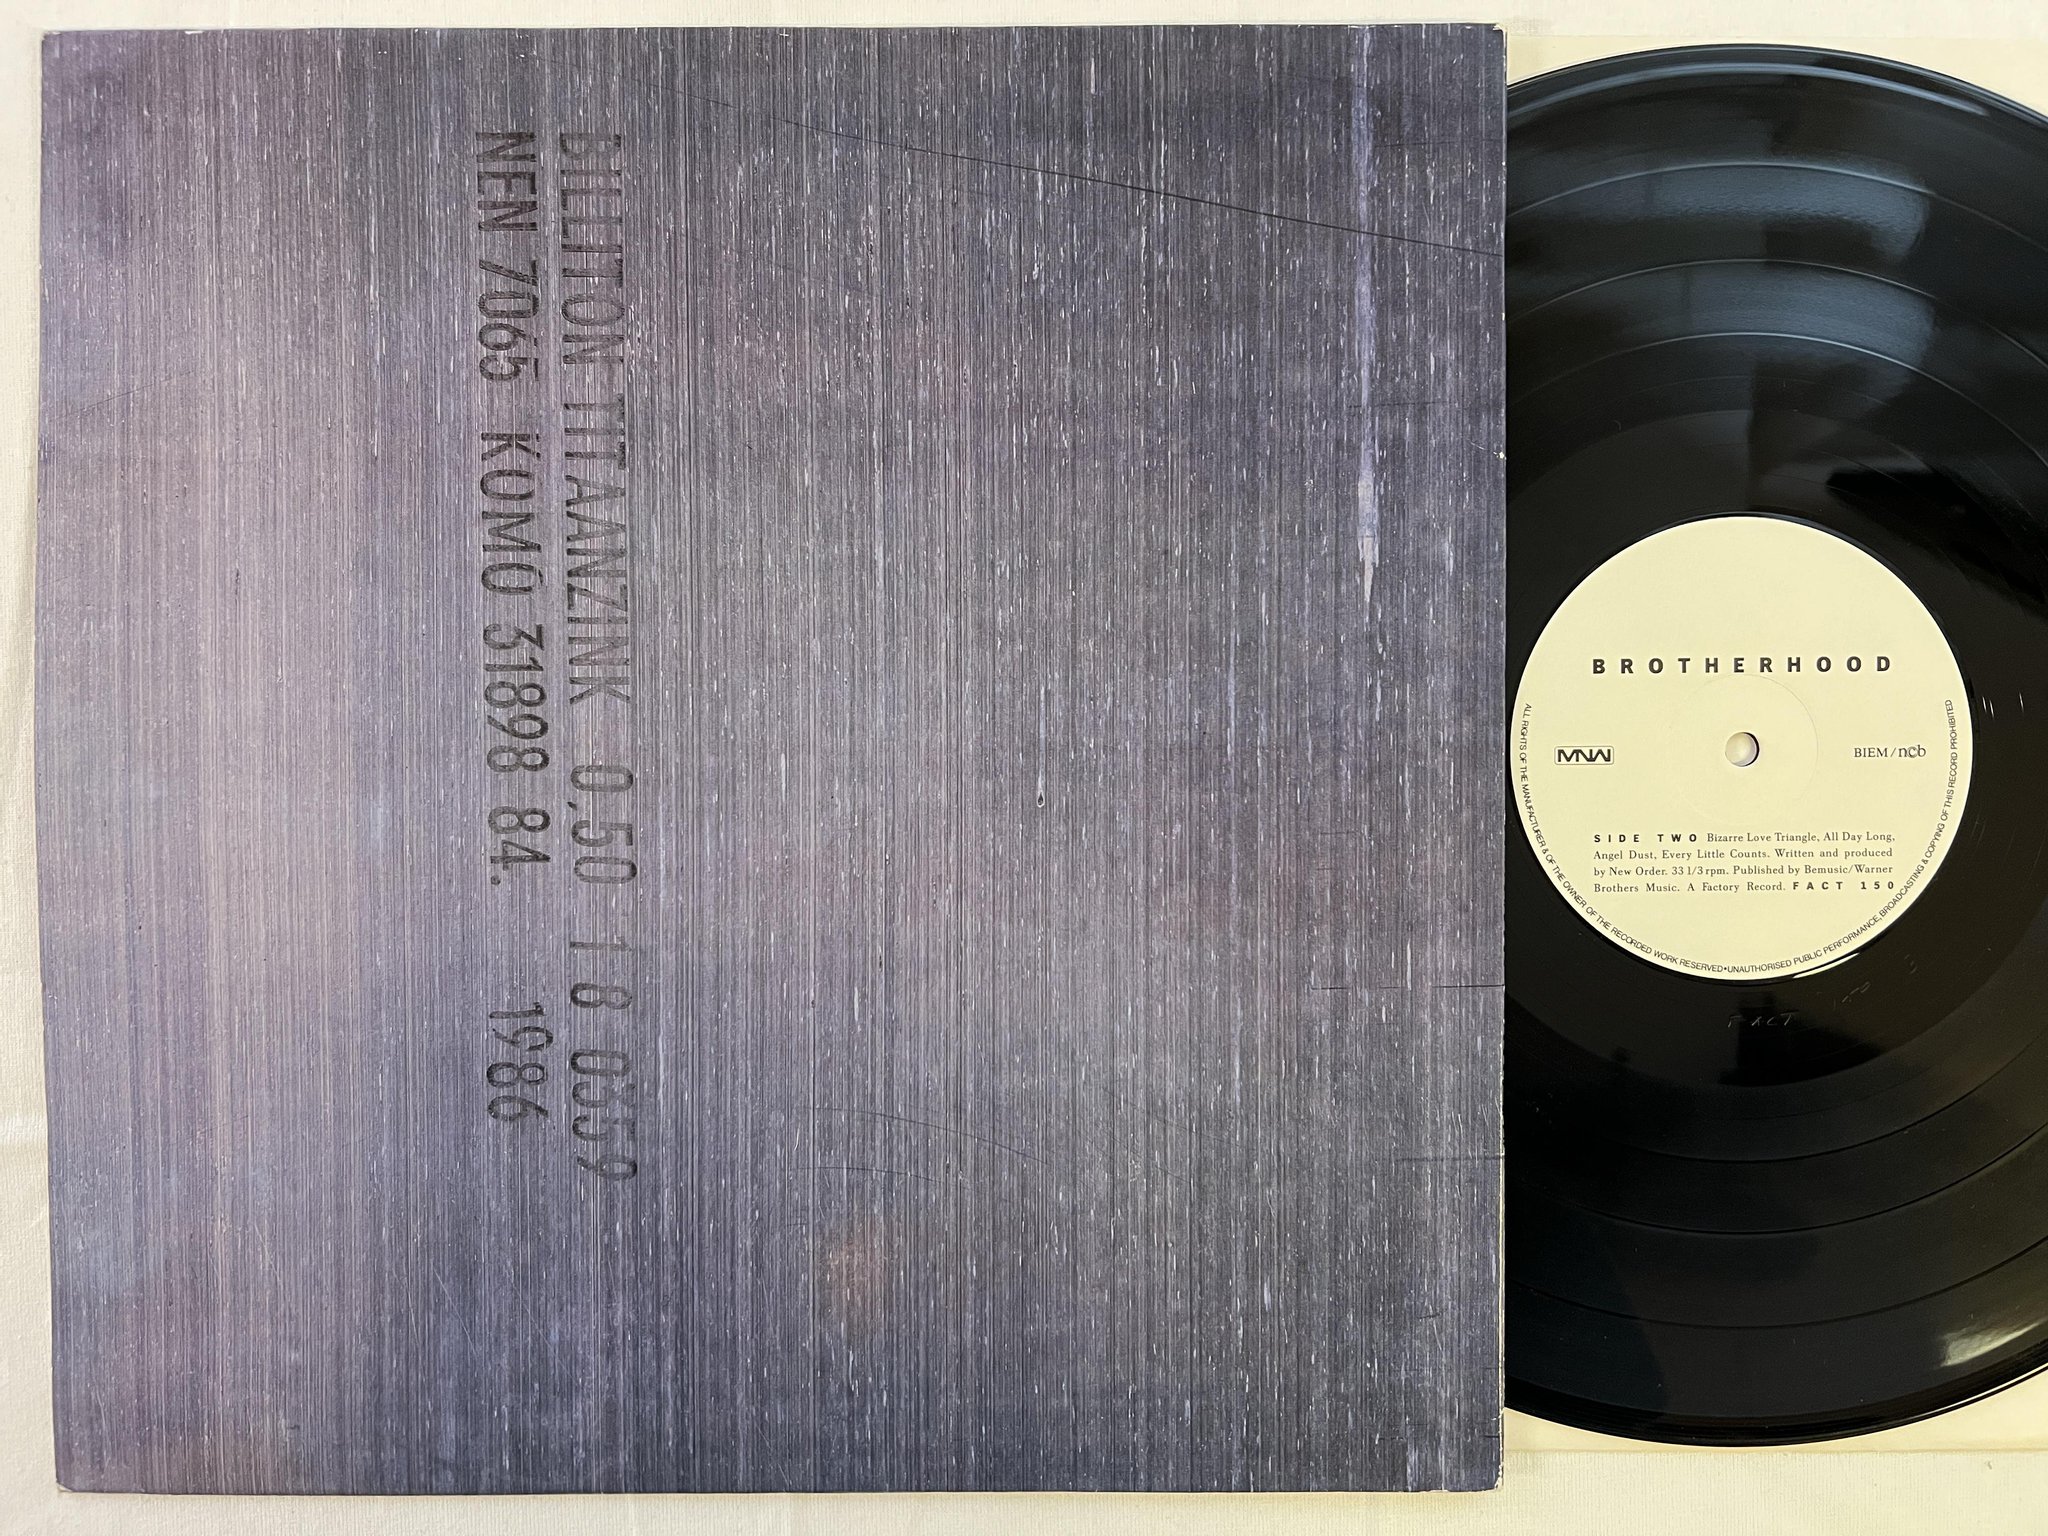 BILLITON TITAANZINK 0,50 1 8 0359
NEN 7065 KOMO 31898 84. 1986
BROTHERHOOD
MNW
BIEM/n©b
SIDE TWO Bizarre Love Triangle, All Day Long,
Angel Dust, Every Little Counts. Written and produced
by New Order. 33 1/3 rpm. Published by Bemusic/Warner
Brothers Music. A Factory Record. FACT 150
ALL RIGHTS OF THE MANUFACTURER & OF THE OWNER OF THE RECORDED WORK RESERVED•UNAUTHORISED PUBLIC PERFORMANCE, BROADCASTING & COPYING OF THIS RECORD PROHIBITED
FACT 150